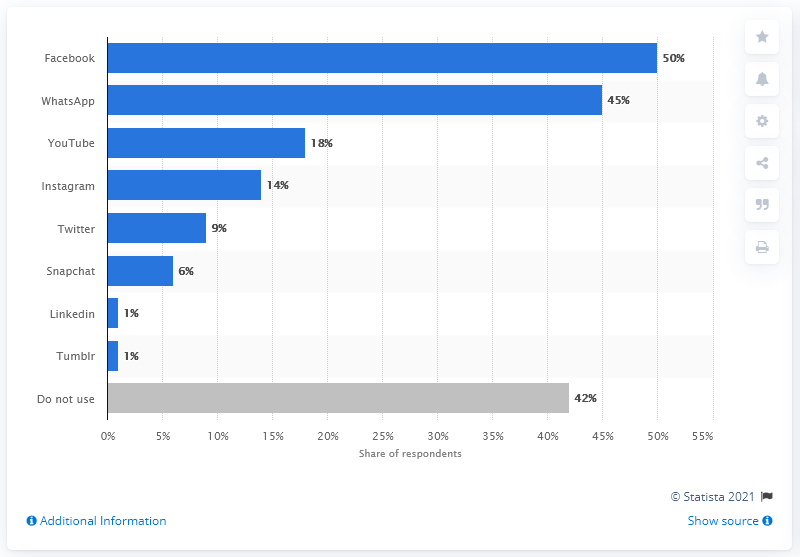 Facebook 50%
WhatsApp 45%
YouTube 18%
Instagram 14%
Twitter 9%
Snapchat 6%
Linkedin 1%
Tumblr 1%
Do not use 42%
0% 5% 10% 15% 20% 25% 30% 35% 40% 45% 50% 55%
Share of respondents
© Statista 2021
Additional Information Show source